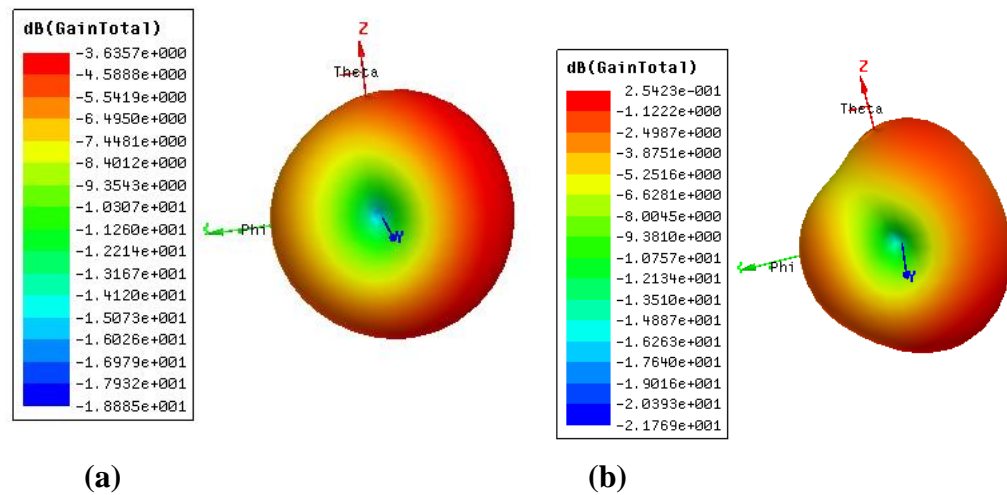 dB(GainTotal)
-3.6357e+000
-4.5888e+000
-5.5419e+000
-6.4950e+000
-7.4481e+000
-8.4012e+000
-9.3543e+000
-1.0307e+001
-1.1260e+001
-1.2214e+001
-1.3167e+001
-1.4120e+001
-1.5073e+001
-1.6026e+001
-1.6979e+001
-1.7932e+001
-1.8885e+001
Z
Theta
Phi
Y
(a)
dB(GainTotal)
2.5423e-001
-1.1222e+000
-2.4987e+000
-3.8751e+000
-5.2516e+000
-6.6281e+000
-8.0045e+000
-9.3810e+000
-1.0757e+001
-1.2134e+001
-1.3510e+001
-1.4887e+001
-1.6263e+001
-1.7640e+001
-1.9016e+001
-2.0393e+001
-2.1769e+001
Z
Theta
Phi
Y
(b)